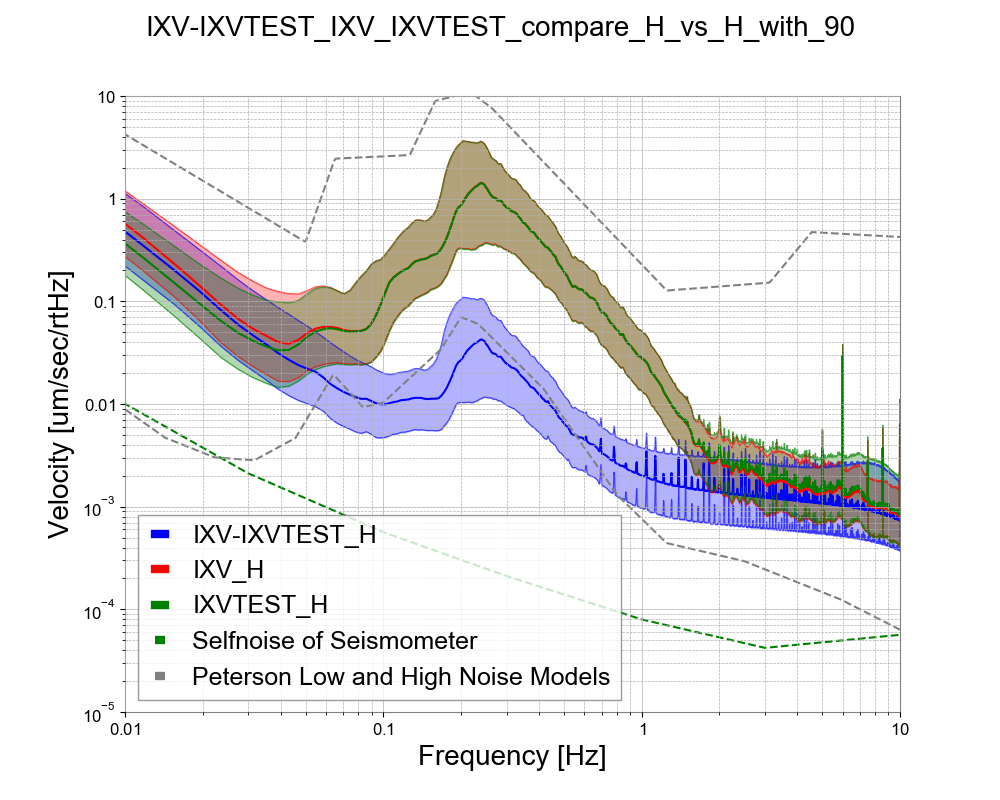 IXV-IXVTEST_IXV_IXVTEST_compare_H_vs_H_with_90
Velocity [um/sec/rtHz]
10
1
0.1
0.01
10⁻³
10⁻⁴
10⁻⁵
IXV-IXVTEST_H
IXV_H
IXVTEST_H
Selfnoise of Seismometer
Peterson Low and High Noise Models
0.01 0.1 1 10
Frequency [Hz]